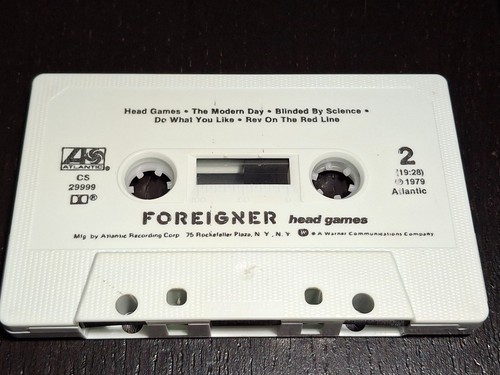 Head Games • The Modern Day • Blinded By Science •
Do What You Like • Rev On The Red Line
ATLANTIC®
CS
29999
2
(19:28)
℗ 1979
Atlantic
FOREIGNER head games
Mfg. by Atlantic Recording Corp 75 Rockefeller Plaza, N.Y., N.Y. A Warner Communications Company